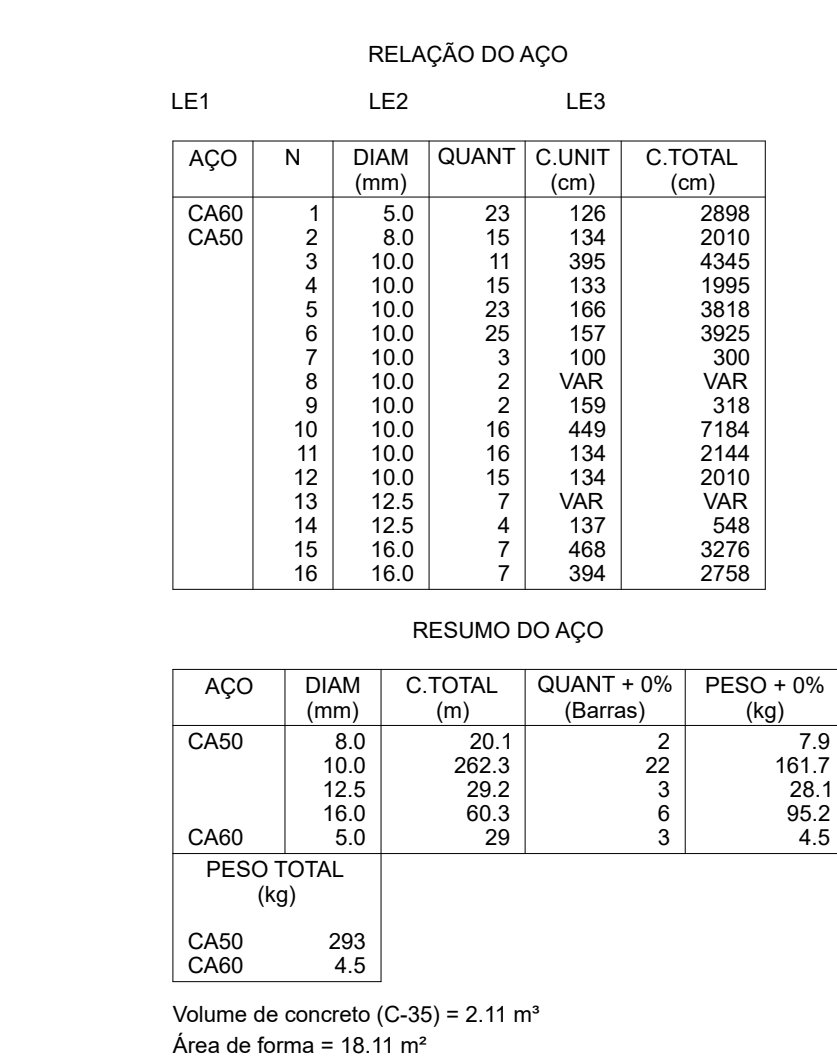 RELAÇÃO DO AÇO
LE1 LE2 LE3
AÇO N DIAM QUANT C.UNIT C.TOTAL
(mm) (cm) (cm)
CA60 1 5.0 23 126 2898
CA50 2 8.0 15 134 2010
3 10.0 11 395 4345
4 10.0 15 133 1995
5 10.0 23 166 3818
6 10.0 25 157 3925
7 10.0 3 100 300
8 10.0 2 VAR VAR
9 10.0 2 159 318
10 10.0 16 449 7184
11 10.0 16 134 2144
12 10.0 15 134 2010
13 12.5 7 VAR VAR
14 12.5 4 137 548
15 16.0 7 468 3276
16 16.0 7 394 2758
RESUMO DO AÇO
AÇO DIAM C.TOTAL QUANT + 0% PESO + 0%
(mm) (m) (Barras) (kg)
CA50 8.0 20.1 2 7.9
10.0 262.3 22 161.7
12.5 29.2 3 28.1
16.0 60.3 6 95.2
CA60 5.0 29 3 4.5
PESO TOTAL
(kg)
CA50 293
CA60 4.5
Volume de concreto (C-35) = 2.11 m³
Área de forma = 18.11 m²